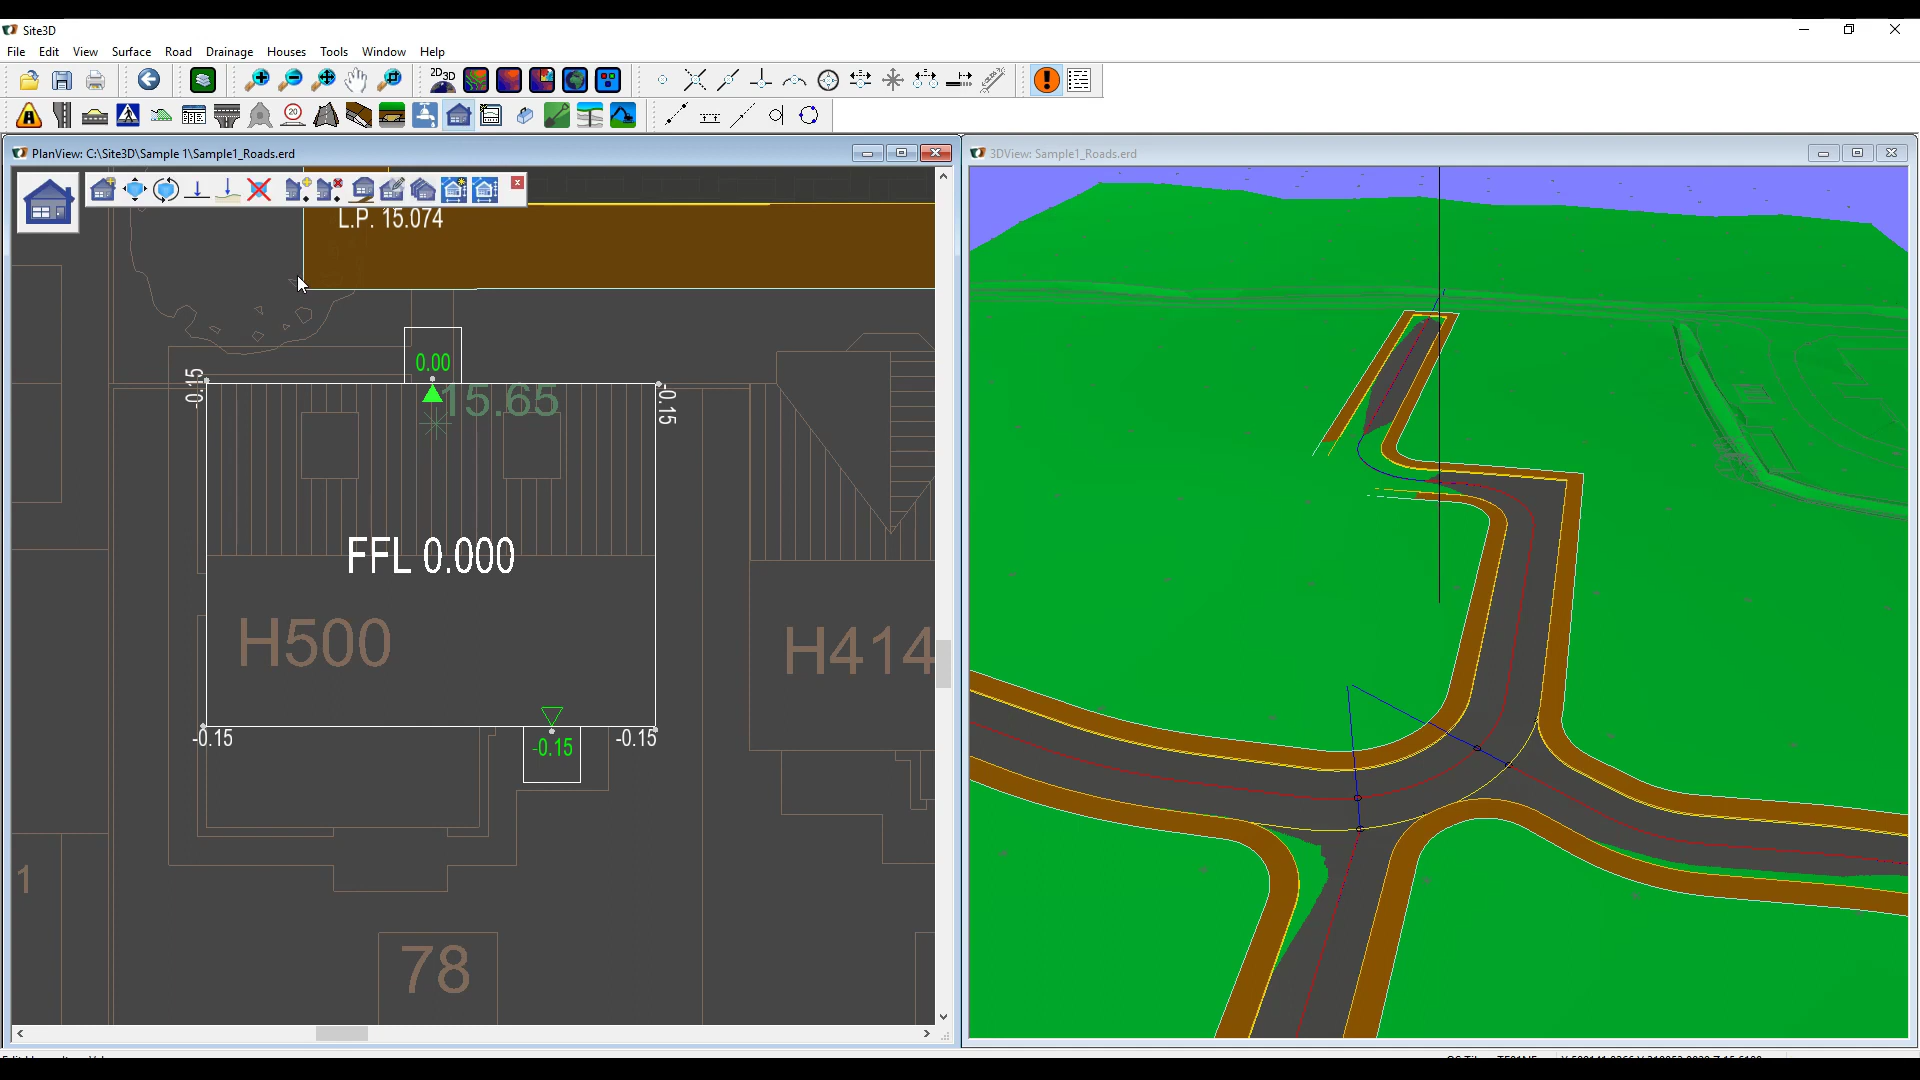 Site3D
File Edit View Surface Road Drainage Houses Tools Window Help
2D3D
20
PlanView: C:\Site3D\Sample 1\Sample1_Roads.erd
3DView: Sample1_Roads.erd
L.P. 15.074
0.00
-0.15
-0.15
15.65
FFL 0.000
H500
H414
-0.15
-0.15
-0.15
1
78